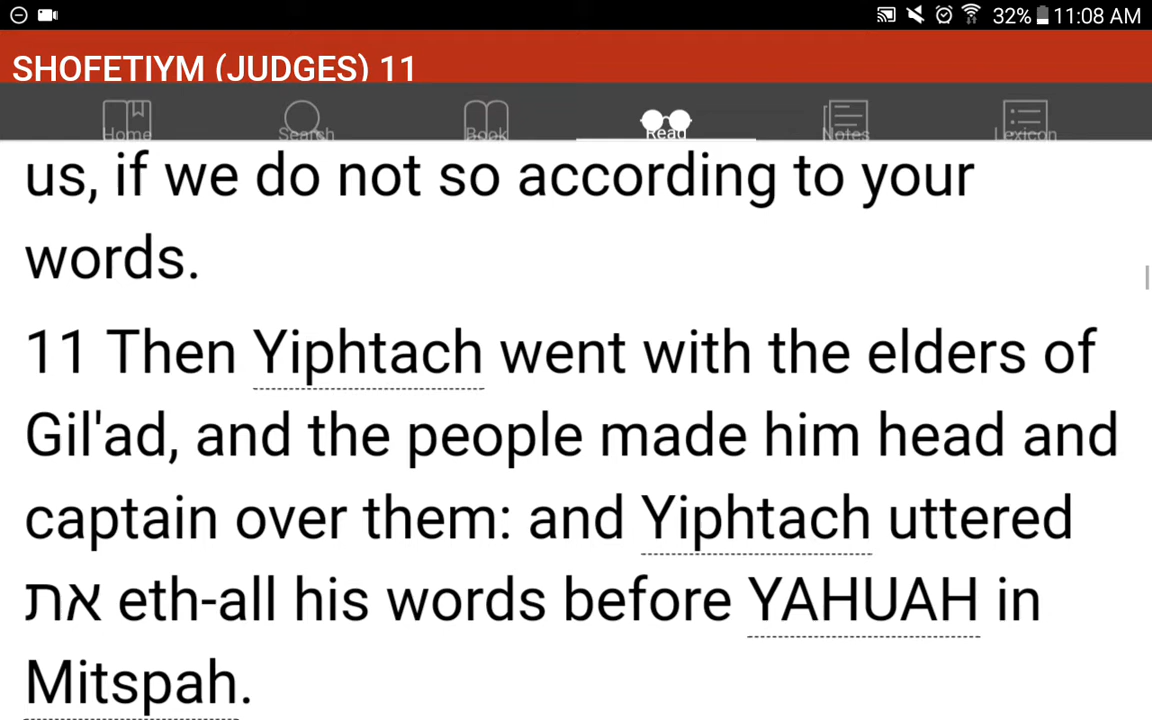 32% 11:08 AM
SHOFETIYM (JUDGES) 11
Home Search Book Read Notes Lexicon
us, if we do not so according to your
words.
11 Then Yiphtach went with the elders of
Gil'ad, and the people made him head and
captain over them: and Yiphtach uttered
את eth-all his words before YAHUAH in
Mitspah.